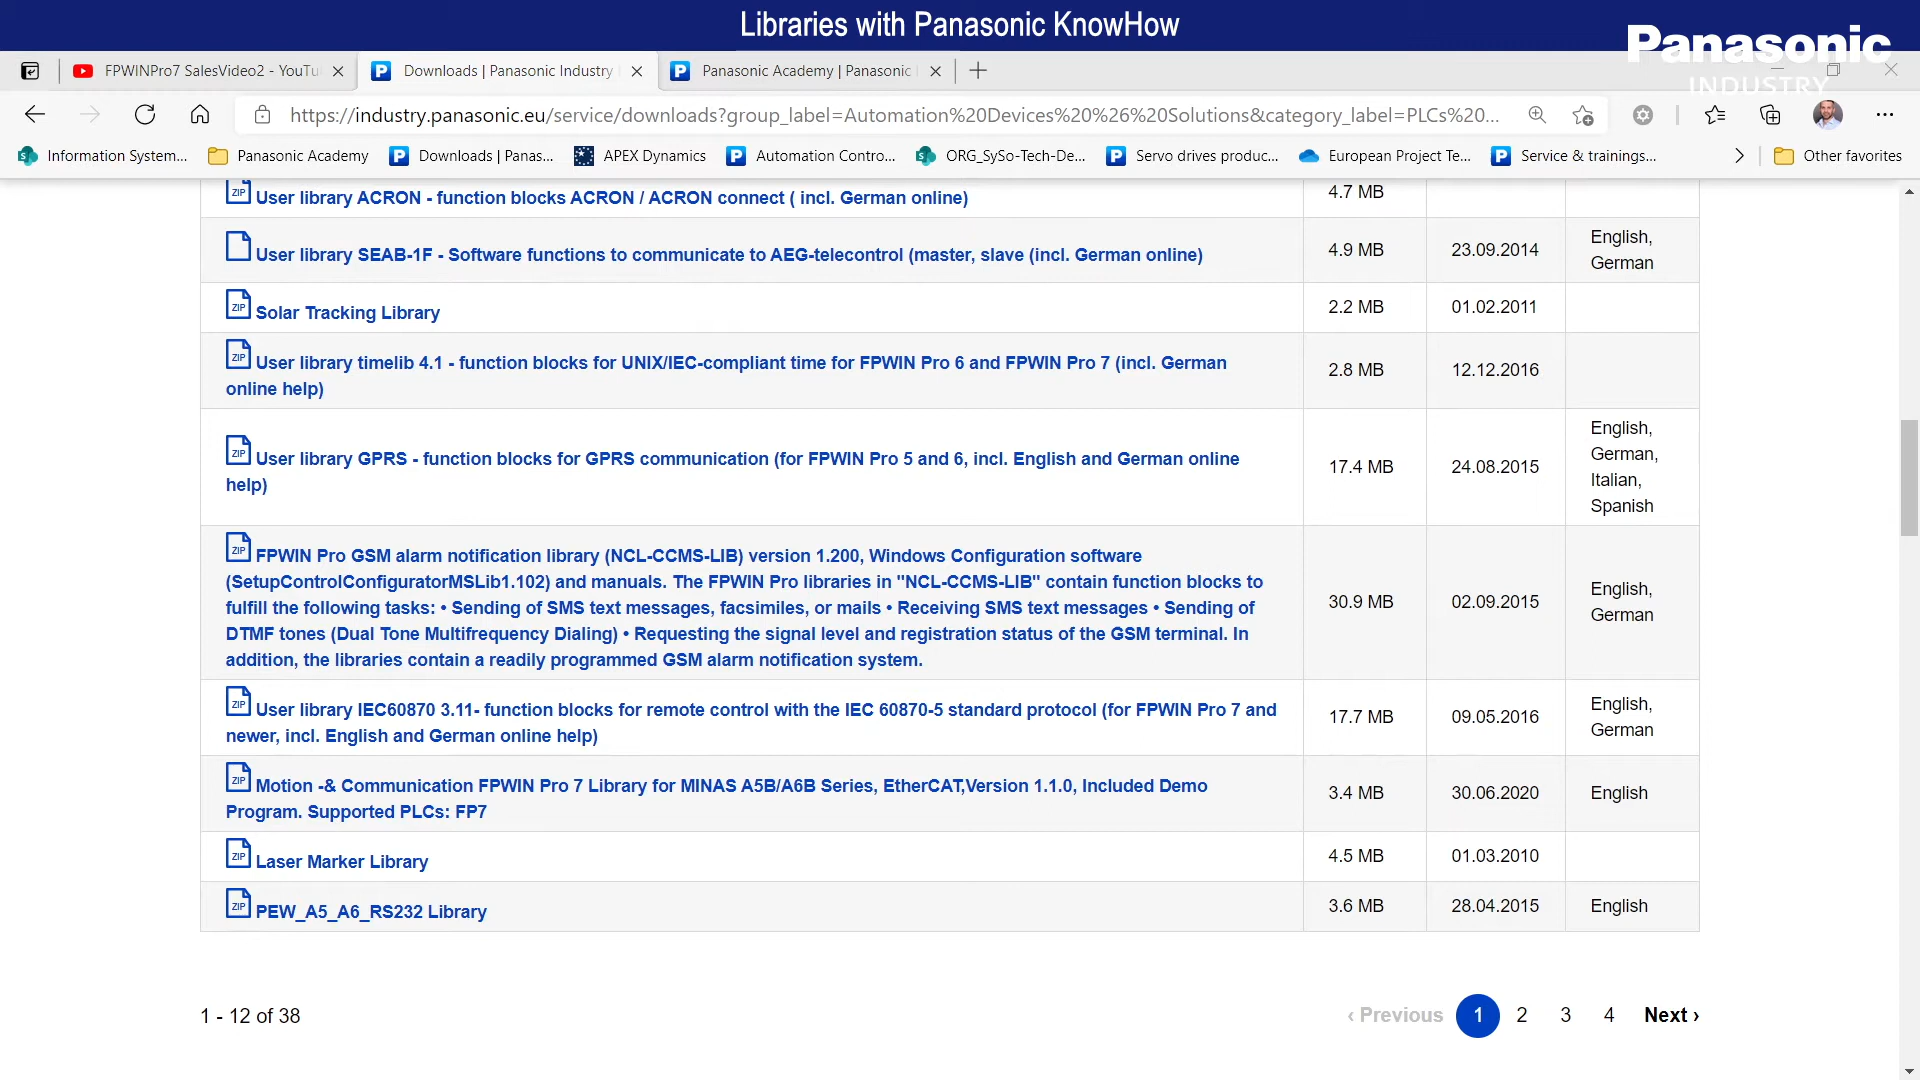 Libraries with Panasonic KnowHow
Panasonic
INDUSTRY
FPWINPro7 SalesVideo2 - YouTu
Downloads | Panasonic Industry
Panasonic Academy | Panasonic
https://industry.panasonic.eu/service/downloads?group_label=Automation%20Devices%20%26%20Solutions&category_label=PLCs%20...
Information System...
Panasonic Academy
Downloads | Panas...
APEX Dynamics
Automation Contro...
ORG_SySo-Tech-De...
Servo drives produc...
European Project Te...
Service & trainings...
Other favorites
ZIP User library ACRON - function blocks ACRON / ACRON connect ( incl. German online)
4.7 MB
User library SEAB-1F - Software functions to communicate to AEG-telecontrol (master, slave (incl. German online)
4.9 MB
23.09.2014
English,
German
ZIP Solar Tracking Library
2.2 MB
01.02.2011
ZIP User library timelib 4.1 - function blocks for UNIX/IEC-compliant time for FPWIN Pro 6 and FPWIN Pro 7 (incl. German
online help)
2.8 MB
12.12.2016
ZIP User library GPRS - function blocks for GPRS communication (for FPWIN Pro 5 and 6, incl. English and German online
help)
17.4 MB
24.08.2015
English,
German,
Italian,
Spanish
ZIP FPWIN Pro GSM alarm notification library (NCL-CCMS-LIB) version 1.200, Windows Configuration software
(SetupControlConfiguratorMSLib1.102) and manuals. The FPWIN Pro libraries in "NCL-CCMS-LIB" contain function blocks to
fulfill the following tasks: • Sending of SMS text messages, facsimiles, or mails • Receiving SMS text messages • Sending of
DTMF tones (Dual Tone Multifrequency Dialing) • Requesting the signal level and registration status of the GSM terminal. In
addition, the libraries contain a readily programmed GSM alarm notification system.
30.9 MB
02.09.2015
English,
German
ZIP User library IEC60870 3.11- function blocks for remote control with the IEC 60870-5 standard protocol (for FPWIN Pro 7 and
newer, incl. English and German online help)
17.7 MB
09.05.2016
English,
German
ZIP Motion -& Communication FPWIN Pro 7 Library for MINAS A5B/A6B Series, EtherCAT,Version 1.1.0, Included Demo
Program. Supported PLCs: FP7
3.4 MB
30.06.2020
English
ZIP Laser Marker Library
4.5 MB
01.03.2010
ZIP PEW_A5_A6_RS232 Library
3.6 MB
28.04.2015
English
1 - 12 of 38
‹ Previous 1 2 3 4 Next ›